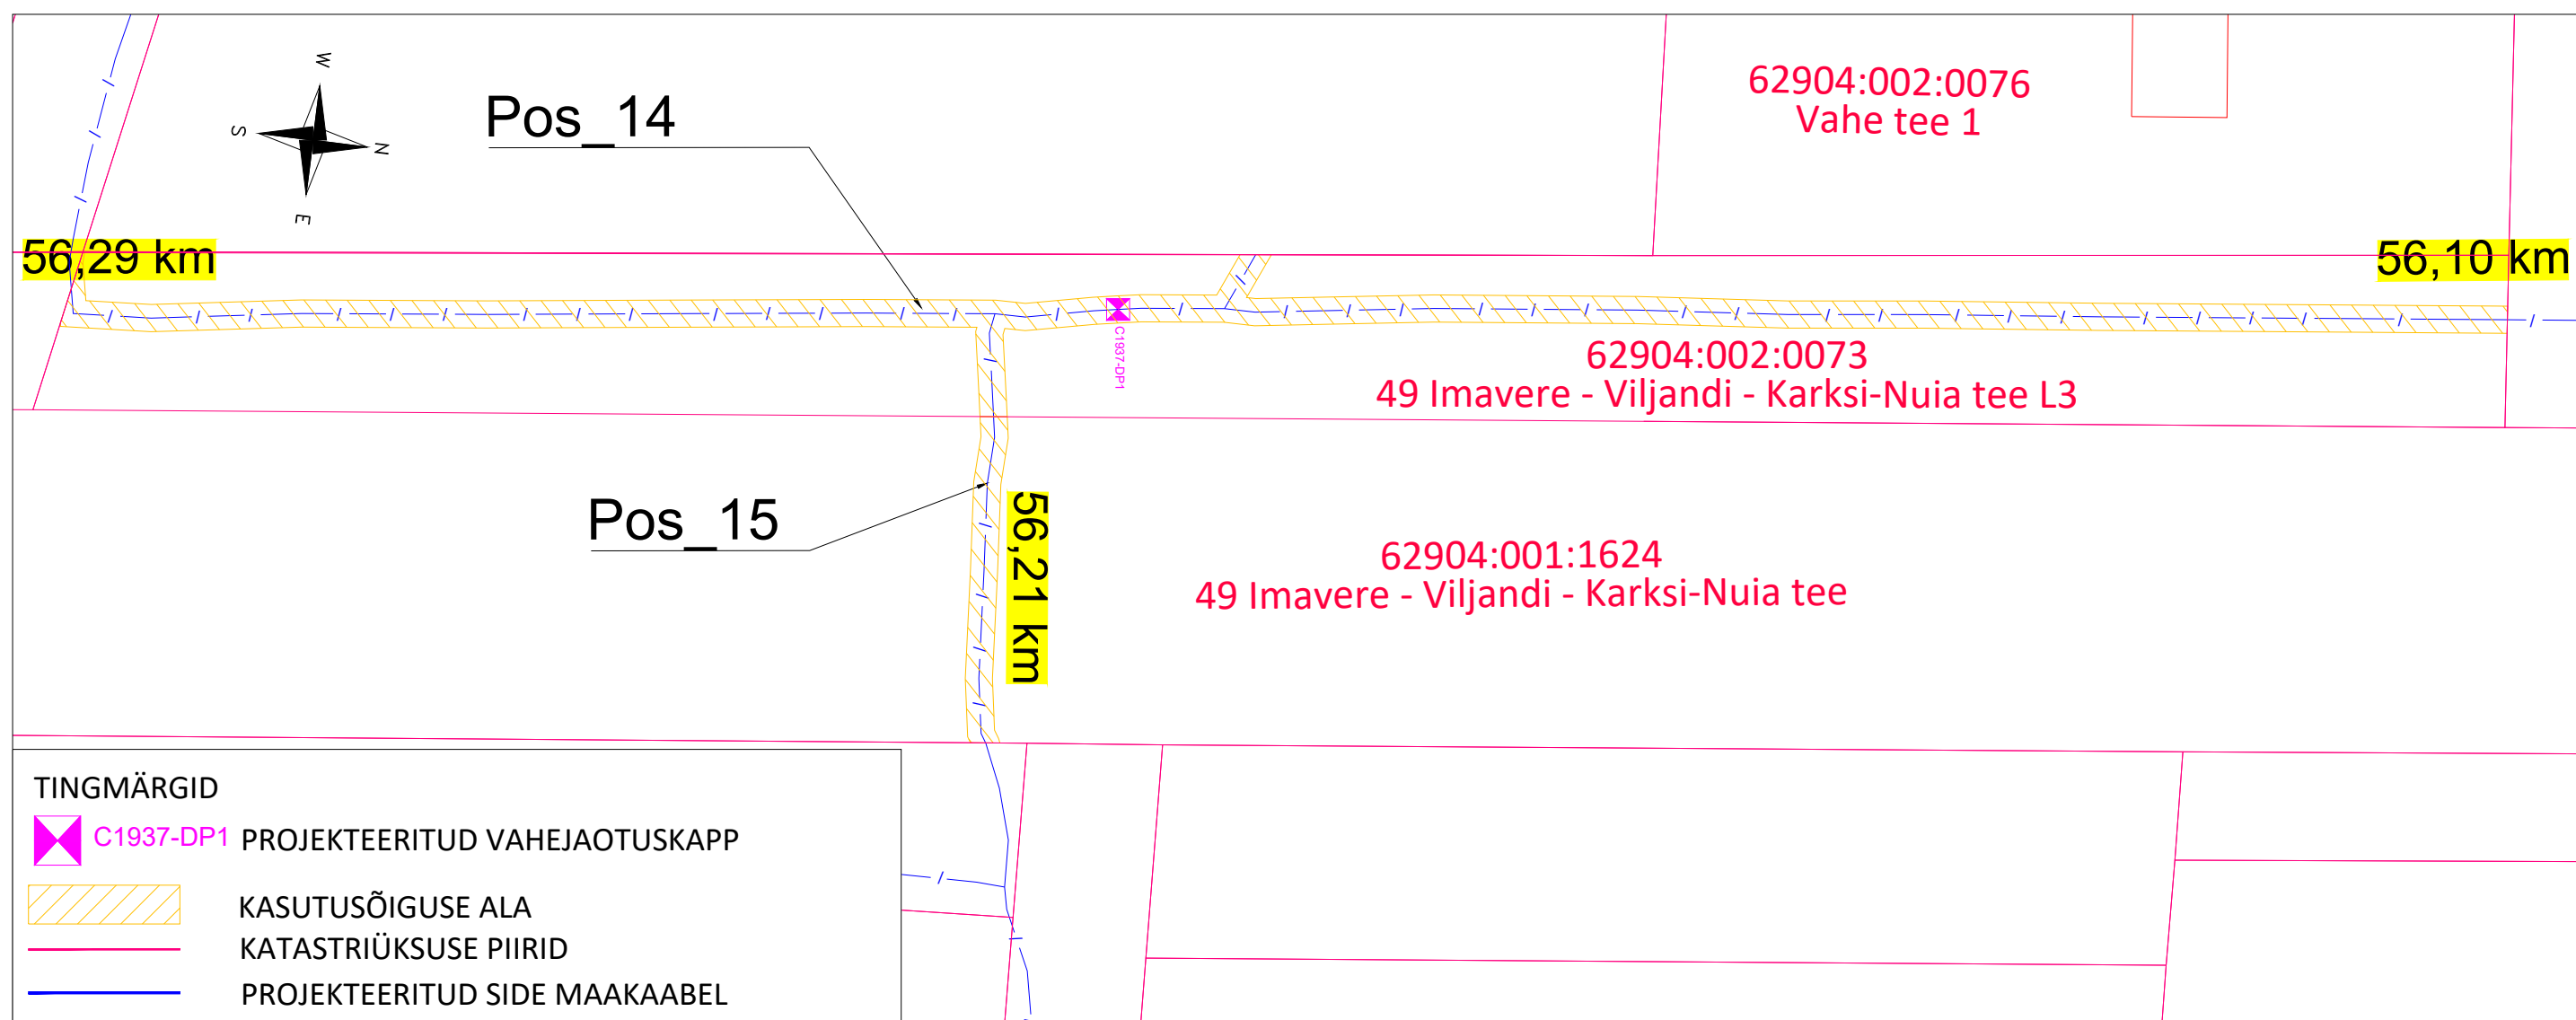 W
S
N
E
Pos_14
62904:002:0076
Vahe tee 1
56,29 km
56,10 km
C1937-DP1
62904:002:0073
49 Imavere - Viljandi - Karksi-Nuia tee L3
Pos_15
56,21 km
62904:001:1624
49 Imavere - Viljandi - Karksi-Nuia tee
TINGMÄRGID
C1937-DP1 PROJEKTEERITUD VAHEJAOTUSKAPP
KASUTUSÕIGUSE ALA
KATASTRIÜKSUSE PIIRID
PROJEKTEERITUD SIDE MAAKAABEL